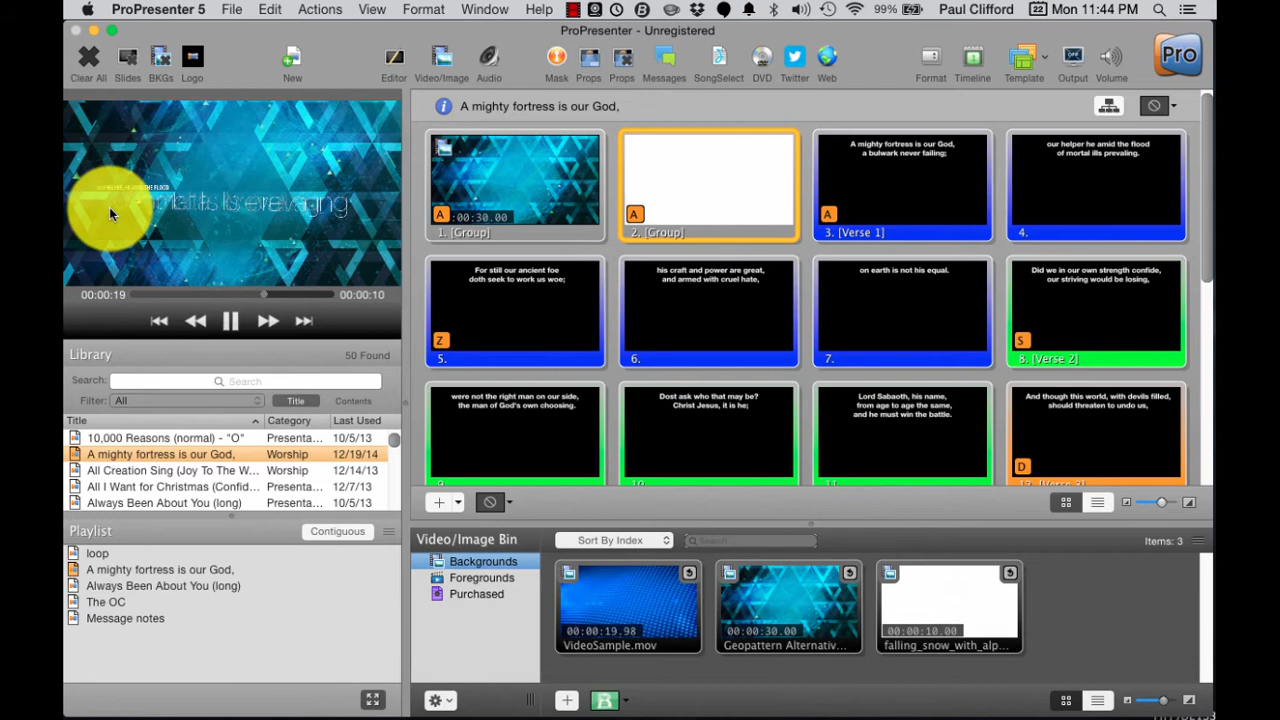 ProPresenter 5 File Edit Actions View Format Window Help 99% Paul Clifford 22 Mon 11:44 PM
ProPresenter - Unregistered
Clear All Slides BKGs Logo New Editor Video/Image Audio Mask Props Props Messages SongSelect DVD Twitter Web Format Timeline Template Output Volume
Pro
A mighty fortress is our God,
A :00:30.00
1. [Group]
A
2. [Group]
A mighty fortress is our God,
a bulwark never failing;
A
3. [Verse 1]
our helper he amid the flood
of mortal ills prevaling.
4.
For still our ancient foe
doth seek to work us woe;
Z
5.
his craft and power are great,
and armed with cruel hate,
6.
on earth is not his equal.
7.
Did we in our own strength confide,
our striving would be losing,
S
8. [Verse 2]
were not the right man on our side,
the man of God's own choosing.
9.
Dost ask who that may be?
Christ Jesus, it is he;
10.
Lord Sabaoth, his name,
from age to age the same,
and he must win the battle.
11.
And though this world, with devils filled,
should threaten to undo us,
D
12. [Verse 3]
00:00:19 00:00:10
Library 50 Found
Search: Search
Filter: All Title Contents
Title Category Last Used
10,000 Reasons (normal) - "O" Presenta... 10/5/13
A mighty fortress is our God, Worship 12/19/14
All Creation Sing (Joy To The W... Worship 12/14/13
All I Want for Christmas (Confid... Presenta... 12/7/13
Always Been About You (long) Presenta... 10/5/13
Playlist Contiguous
loop
A mighty fortress is our God,
Always Been About You (long)
The OC
Message notes
Video/Image Bin Sort By Index Search Items: 3
Backgrounds
Foregrounds
Purchased
00:00:19.98
VideoSample.mov
00:00:30.00
Geopattern Alternativ...
00:00:10.00
falling_snow_with_alp...